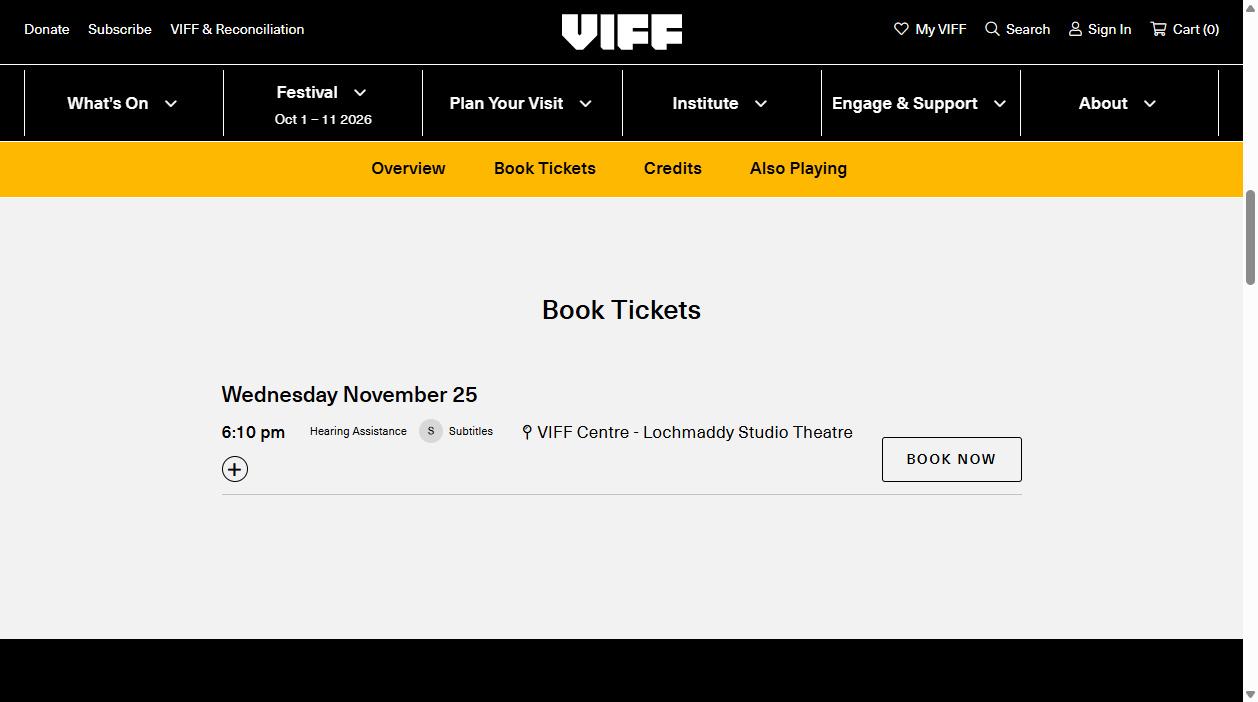 Donate Subscribe VIFF & Reconciliation
VIFF
My VIFF Search Sign In Cart (0)
What's On
Festival
Oct 1 – 11 2026
Plan Your Visit
Institute
Engage & Support
About
Overview Book Tickets Credits Also Playing
Book Tickets
Wednesday November 25
6:10 pm Hearing Assistance S Subtitles VIFF Centre - Lochmaddy Studio Theatre
BOOK NOW